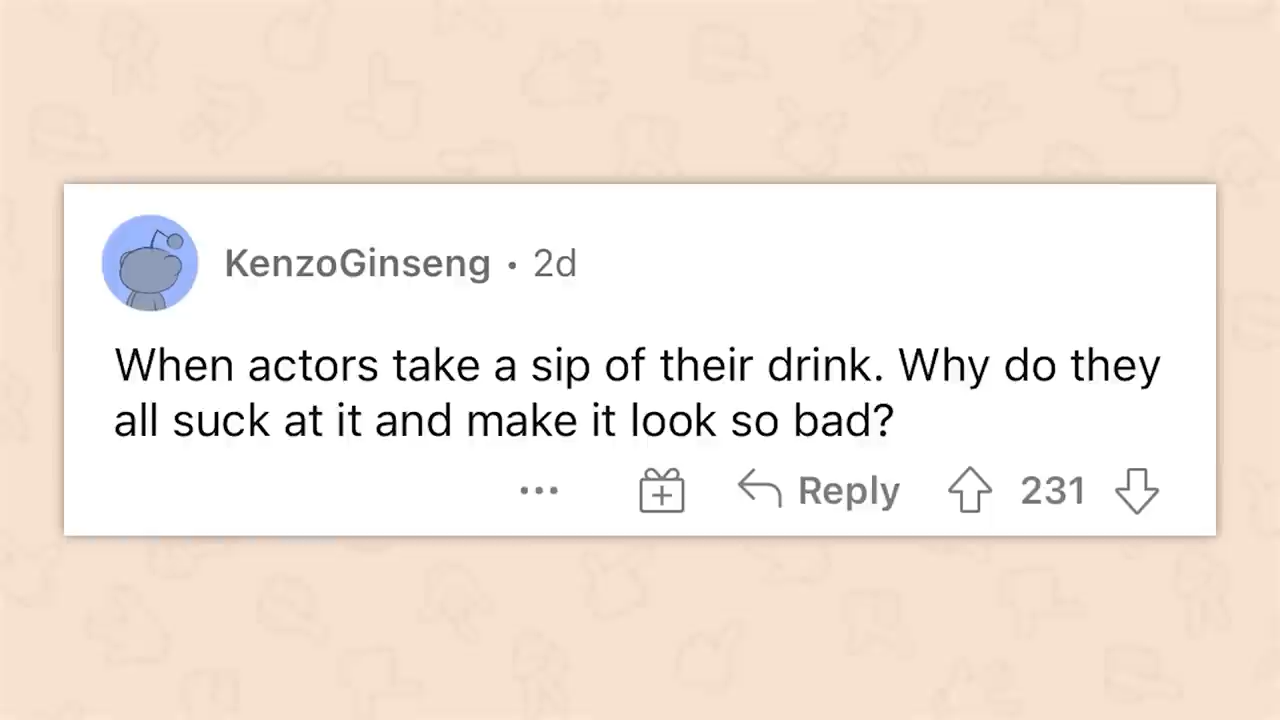 KenzoGinseng · 2d
When actors take a sip of their drink. Why do they
all suck at it and make it look so bad?
... Reply 231